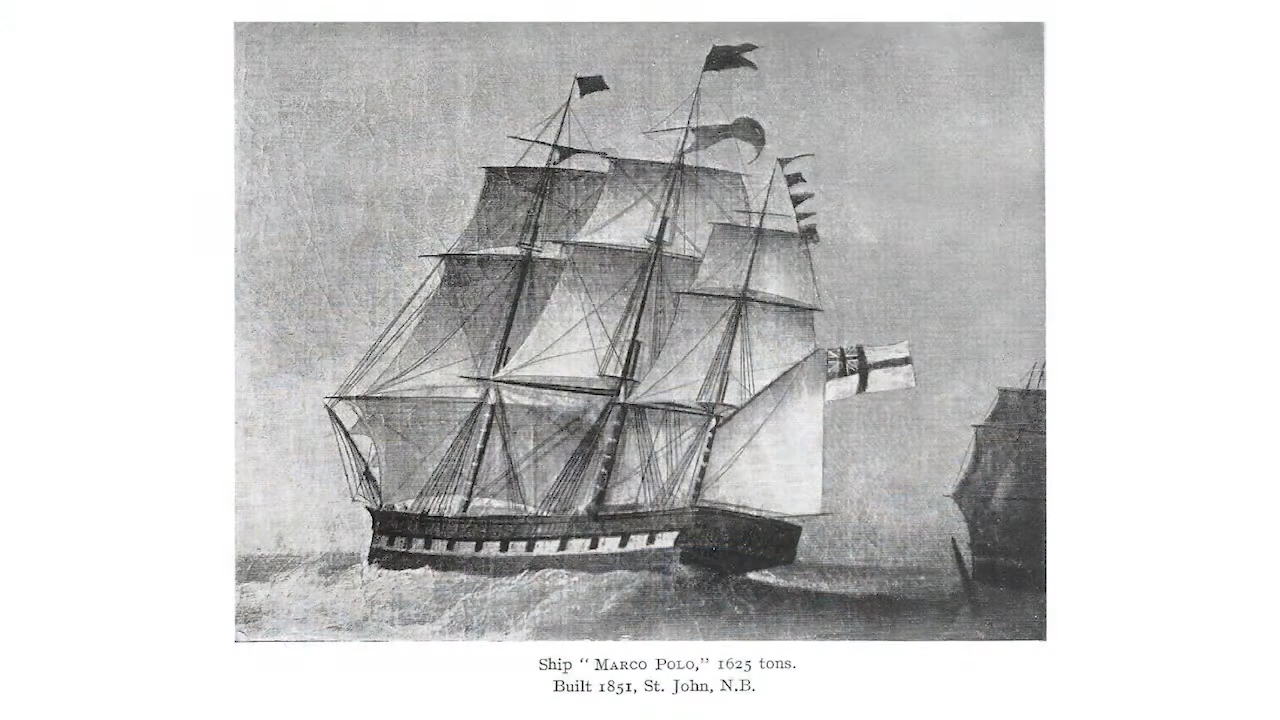 Ship "MARCO POLO," 1625 tons.
Built 1851, St. John, N.B.